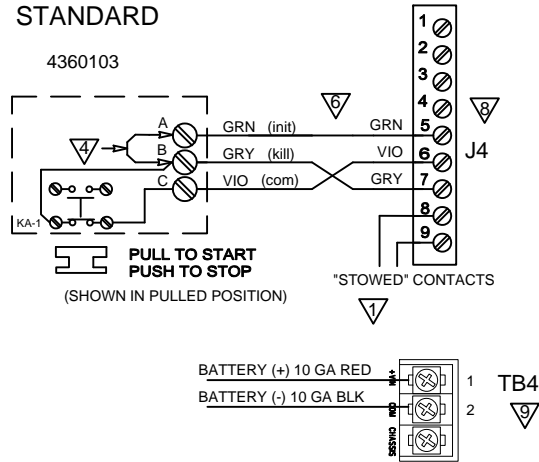 STANDARD
4360103
A
B
C
4
KA-1
GRN (init)
GRY (kill)
VIO (com)
6
GRN
VIO
GRY
1
2
3
4
5
6
7
8
9
8
J4
PULL TO START
PUSH TO STOP
(SHOWN IN PULLED POSITION)
"STOWED" CONTACTS
1
BATTERY (+) 10 GA RED
BATTERY (-) 10 GA BLK
+VIN
COM
CHASSIS
1
2
TB4
9